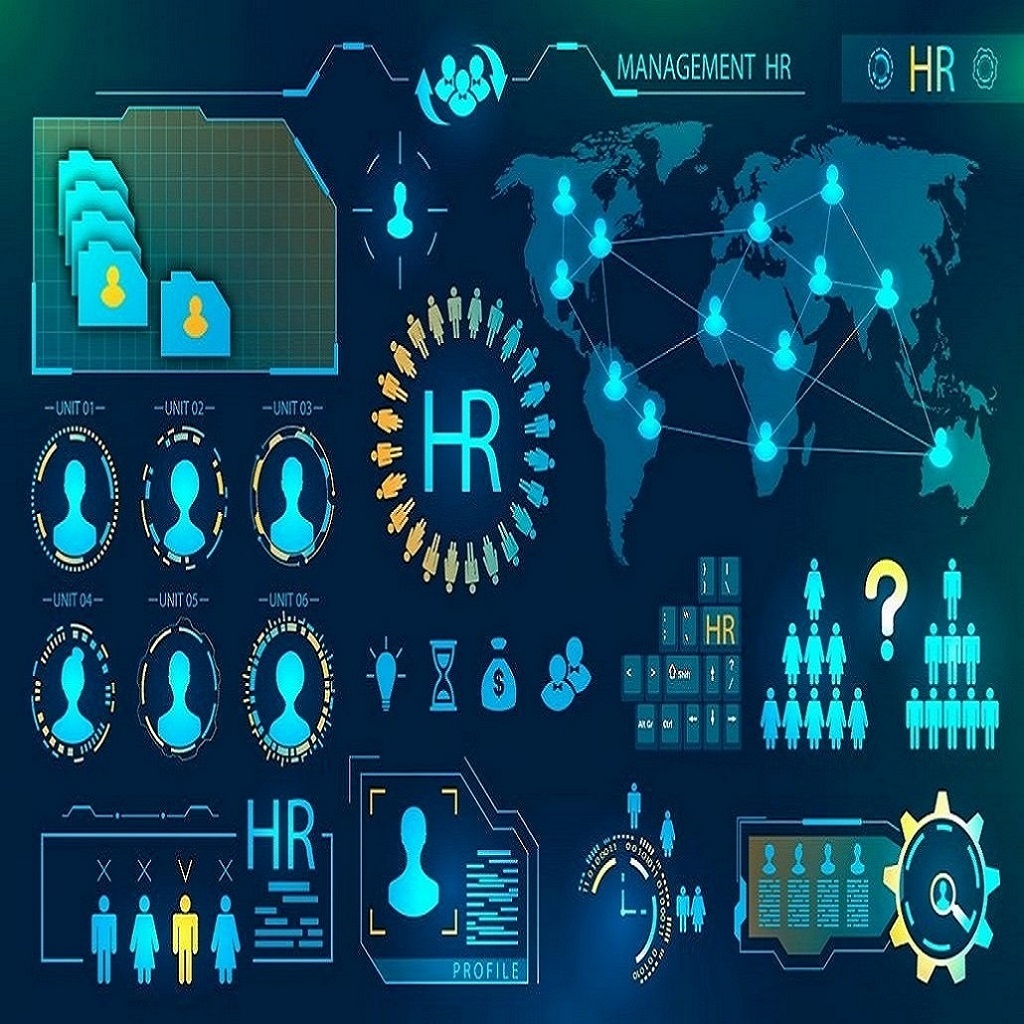 MANAGEMENT HR
HR
UNIT 01
UNIT 02
UNIT 03
HR
UNIT 04
UNIT 05
UNIT 06
HR
< > Shift ? /
Alt Gr Ctrl
$
?
HR
PROFILE